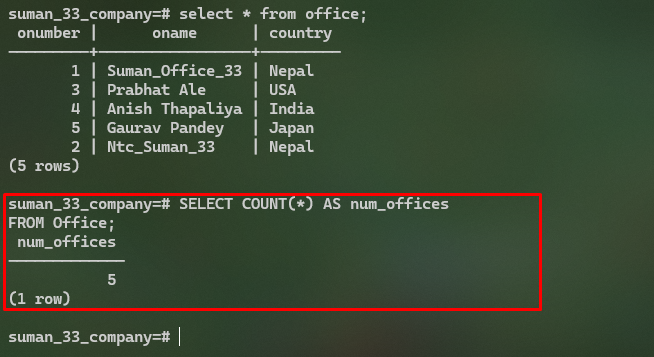 suman_33_company=# select * from office;
 onumber |      oname      | country
---------+-----------------+---------
       1 | Suman_Office_33 | Nepal
       3 | Prabhat Ale     | USA
       4 | Anish Thapaliya | India
       5 | Gaurav Pandey   | Japan
       2 | Ntc_Suman_33    | Nepal
(5 rows)
suman_33_company=# SELECT COUNT(*) AS num_offices
FROM Office;
 num_offices
-------------
           5
(1 row)
suman_33_company=#